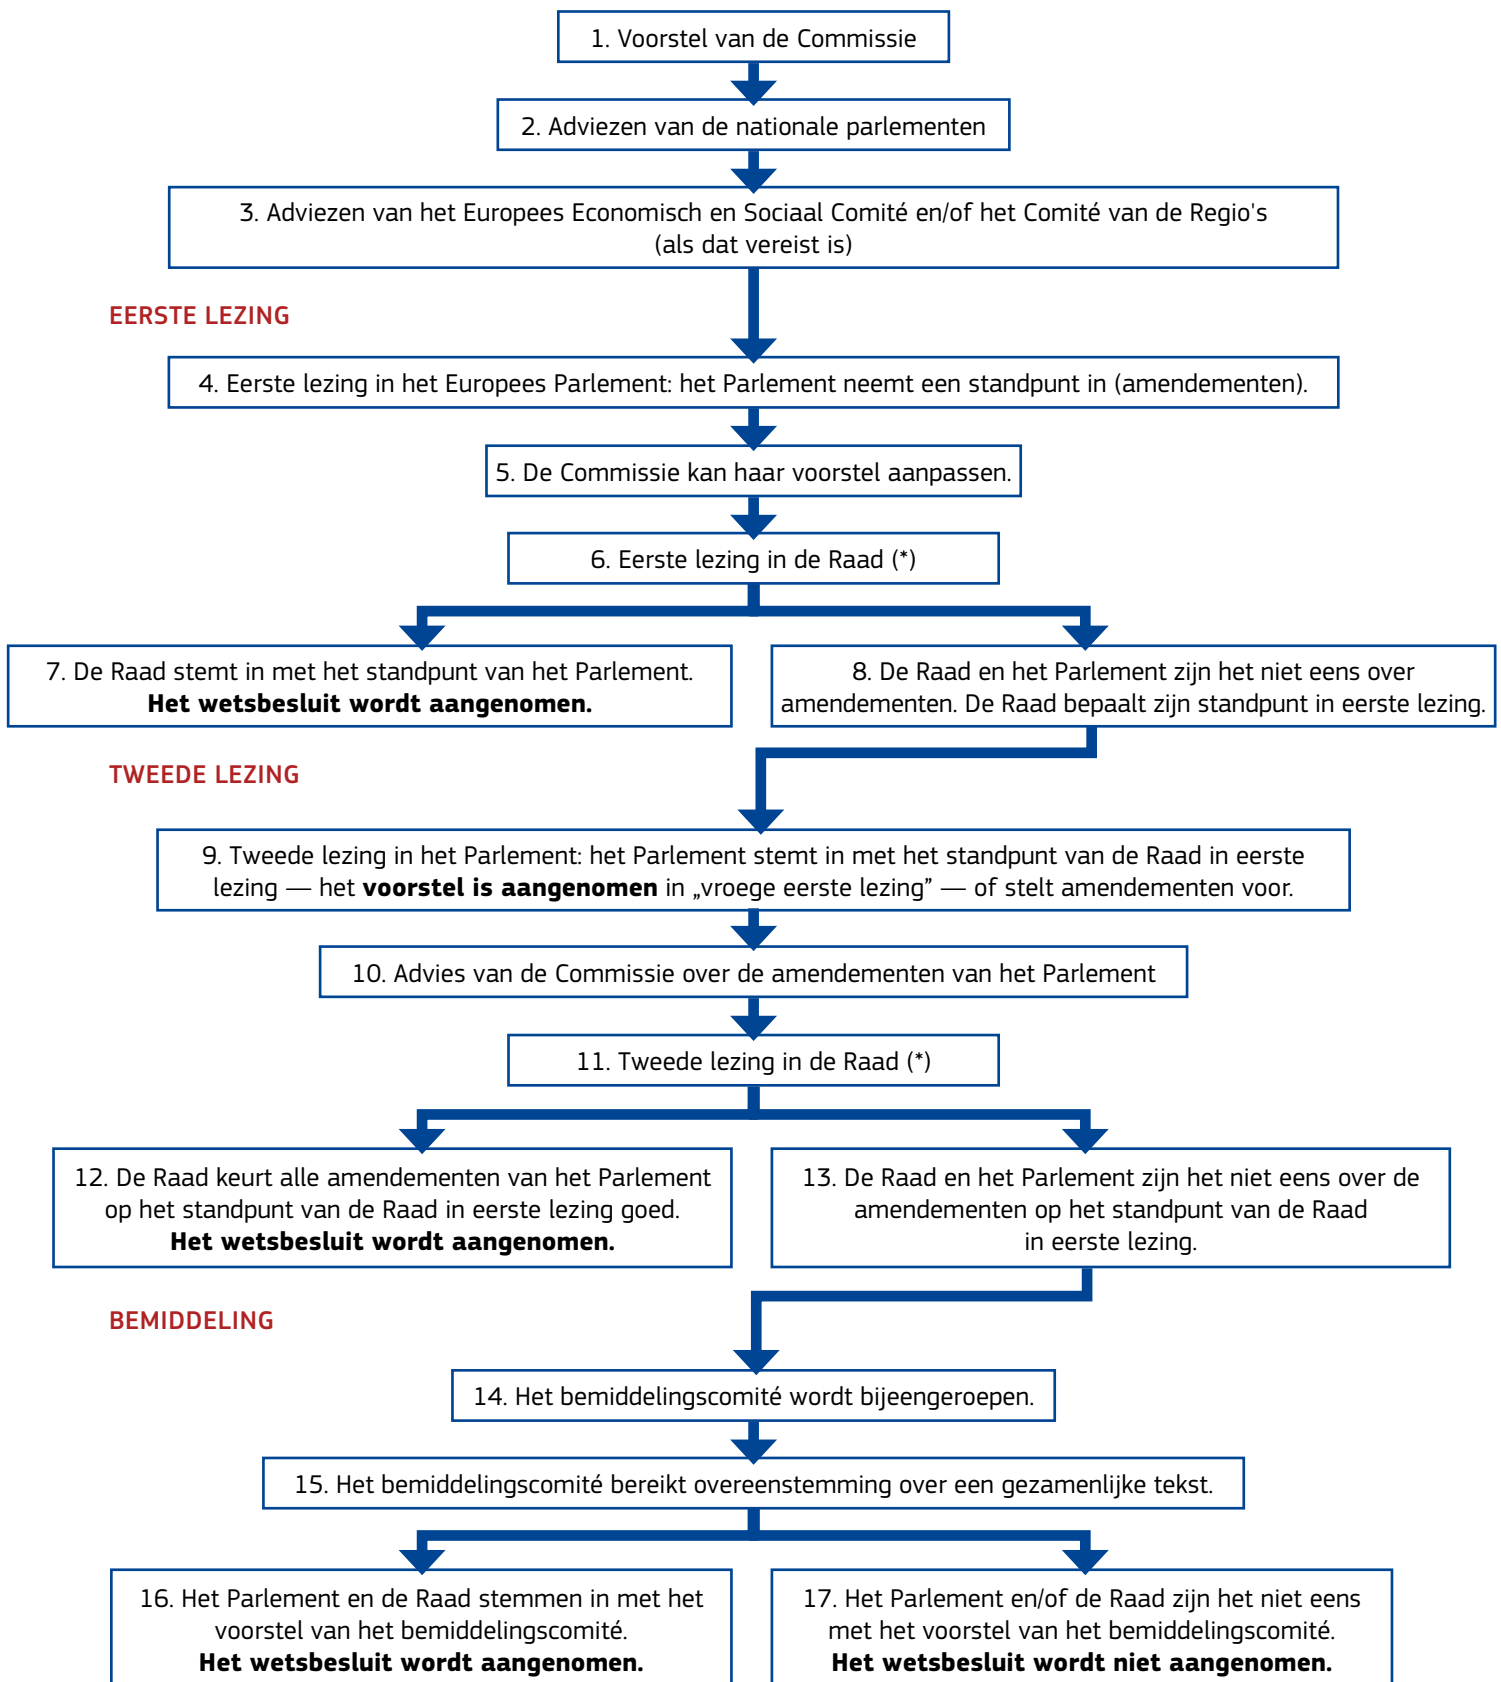 1. Voorstel van de Commissie
2. Adviezen van de nationale parlementen
3. Adviezen van het Europees Economisch en Sociaal Comité en/of het Comité van de Regio's
(als dat vereist is)
EERSTE LEZING
4. Eerste lezing in het Europees Parlement: het Parlement neemt een standpunt in (amendementen).
5. De Commissie kan haar voorstel aanpassen.
6. Eerste lezing in de Raad (*)
7. De Raad stemt in met het standpunt van het Parlement.
Het wetsbesluit wordt aangenomen.
8. De Raad en het Parlement zijn het niet eens over
amendementen. De Raad bepaalt zijn standpunt in eerste lezing.
TWEEDE LEZING
9. Tweede lezing in het Parlement: het Parlement stemt in met het standpunt van de Raad in eerste
lezing — het voorstel is aangenomen in „vroege eerste lezing” — of stelt amendementen voor.
10. Advies van de Commissie over de amendementen van het Parlement
11. Tweede lezing in de Raad (*)
12. De Raad keurt alle amendementen van het Parlement
op het standpunt van de Raad in eerste lezing goed.
Het wetsbesluit wordt aangenomen.
13. De Raad en het Parlement zijn het niet eens over de
amendementen op het standpunt van de Raad
in eerste lezing.
BEMIDDELING
14. Het bemiddelingscomité wordt bijeengeroepen.
15. Het bemiddelingscomité bereikt overeenstemming over een gezamenlijke tekst.
16. Het Parlement en de Raad stemmen in met het
voorstel van het bemiddelingscomité.
Het wetsbesluit wordt aangenomen.
17. Het Parlement en/of de Raad zijn het niet eens
met het voorstel van het bemiddelingscomité.
Het wetsbesluit wordt niet aangenomen.